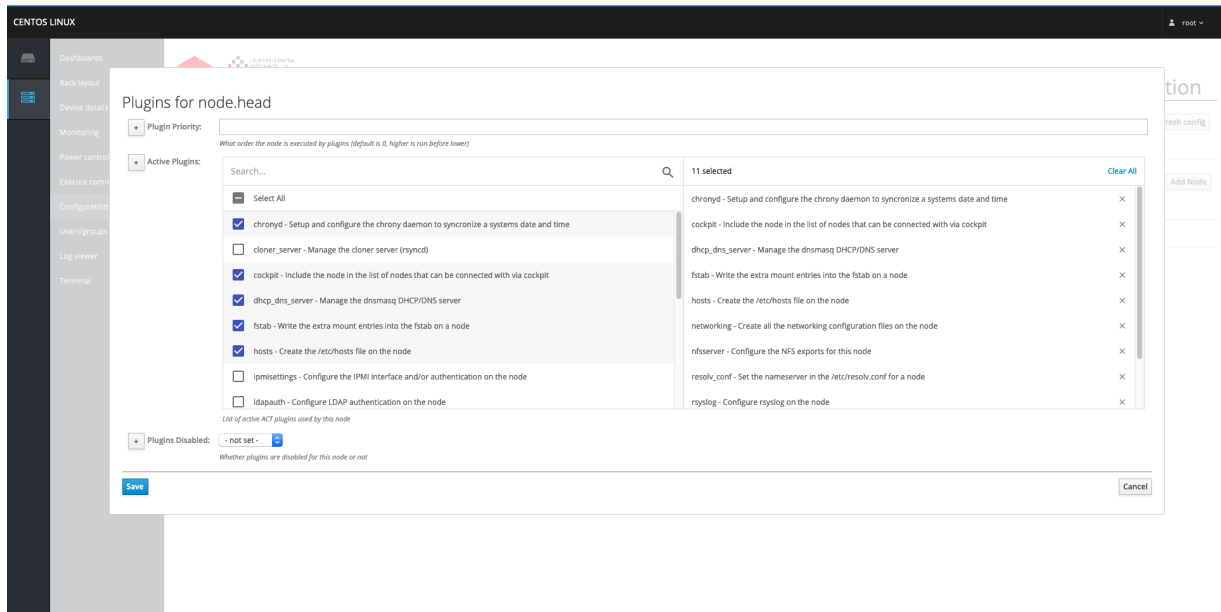 CENTOS LINUX
root
Dashboards
Rack layout
Device details
Monitoring
Power control
Execute comm
Configuration
Users/groups
Log viewer
Terminal
tion
resh config
Add Node
Plugins for node.head
+ Plugin Priority:
What order the node is executed by plugins (default is 0, higher is run before lower)
+ Active Plugins:
Search...
Select All
chronyd - Setup and configure the chrony daemon to syncronize a systems date and time
cloner_server - Manage the cloner server (rsyncd)
cockpit - Include the node in the list of nodes that can be connected with via cockpit
dhcp_dns_server - Manage the dnsmasq DHCP/DNS server
fstab - Write the extra mount entries into the fstab on a node
hosts - Create the /etc/hosts file on the node
ipmisettings - Configure the IPMI interface and/or authentication on the node
ldapauth - Configure LDAP authentication on the node
11 selected
Clear All
chronyd - Setup and configure the chrony daemon to syncronize a systems date and time
cockpit - Include the node in the list of nodes that can be connected with via cockpit
dhcp_dns_server - Manage the dnsmasq DHCP/DNS server
fstab - Write the extra mount entries into the fstab on a node
hosts - Create the /etc/hosts file on the node
networking - Create all the networking configuration files on the node
nfsserver - Configure the NFS exports for this node
resolv_conf - Set the nameserver in the /etc/resolv.conf for a node
rsyslog - Configure rsyslog on the node
List of active ACT plugins used by this node
+ Plugins Disabled:
- not set -
Whether plugins are disabled for this node or not
Save
Cancel